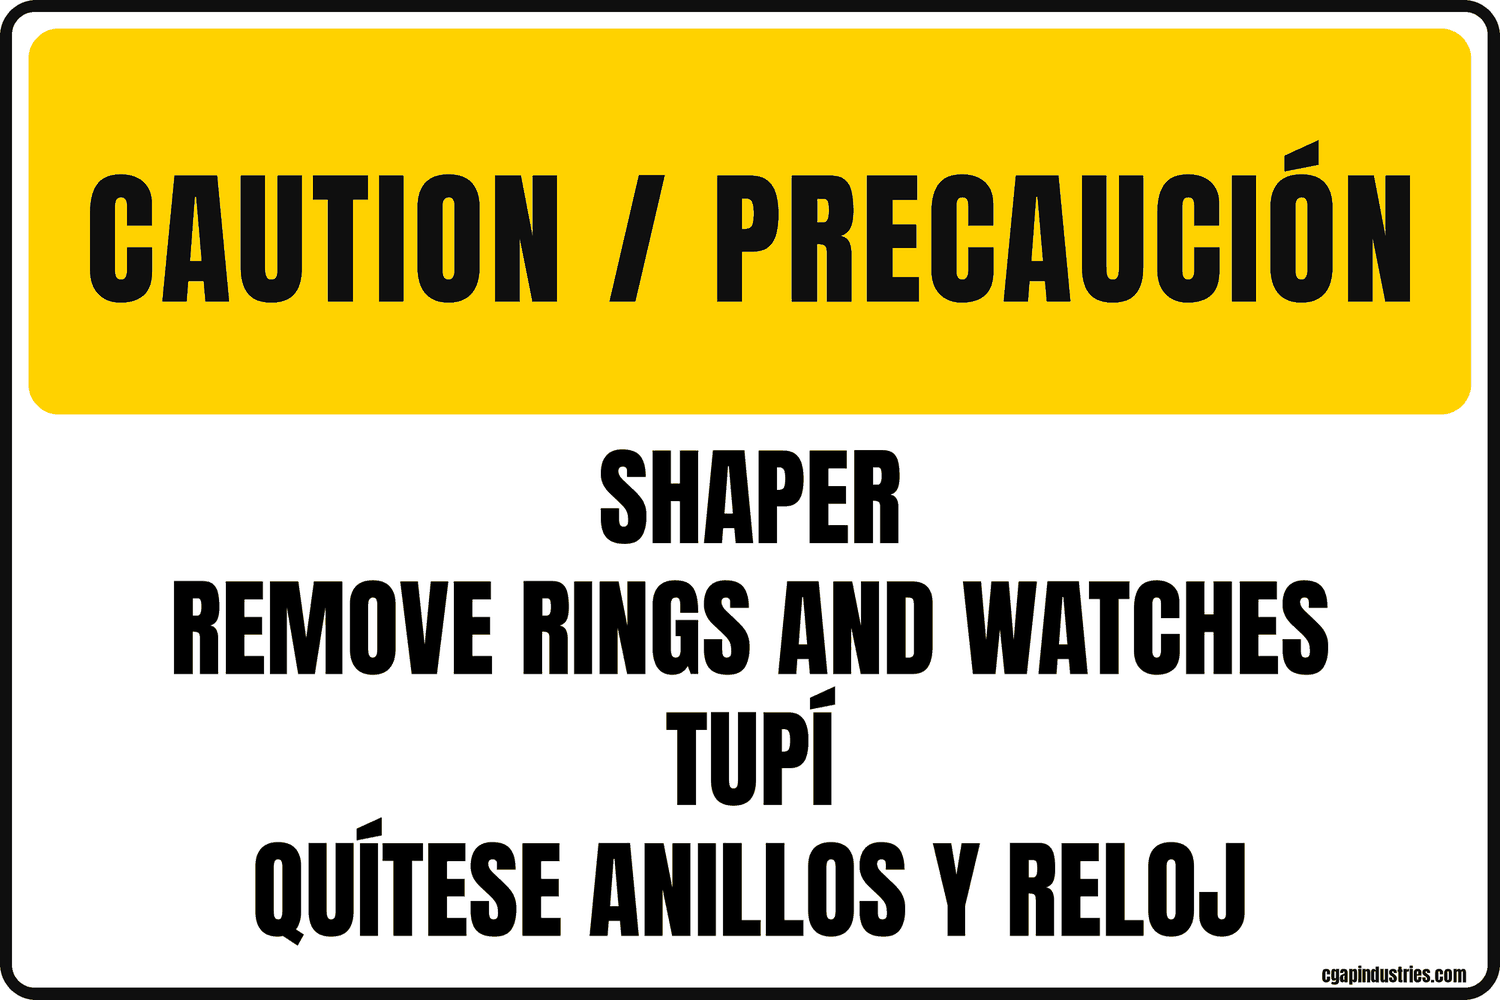 CAUTION / PRECAUCIÓN
SHAPER
REMOVE RINGS AND WATCHES
TUPÍ
QUÍTESE ANILLOS Y RELOJ
cgapindustries.com